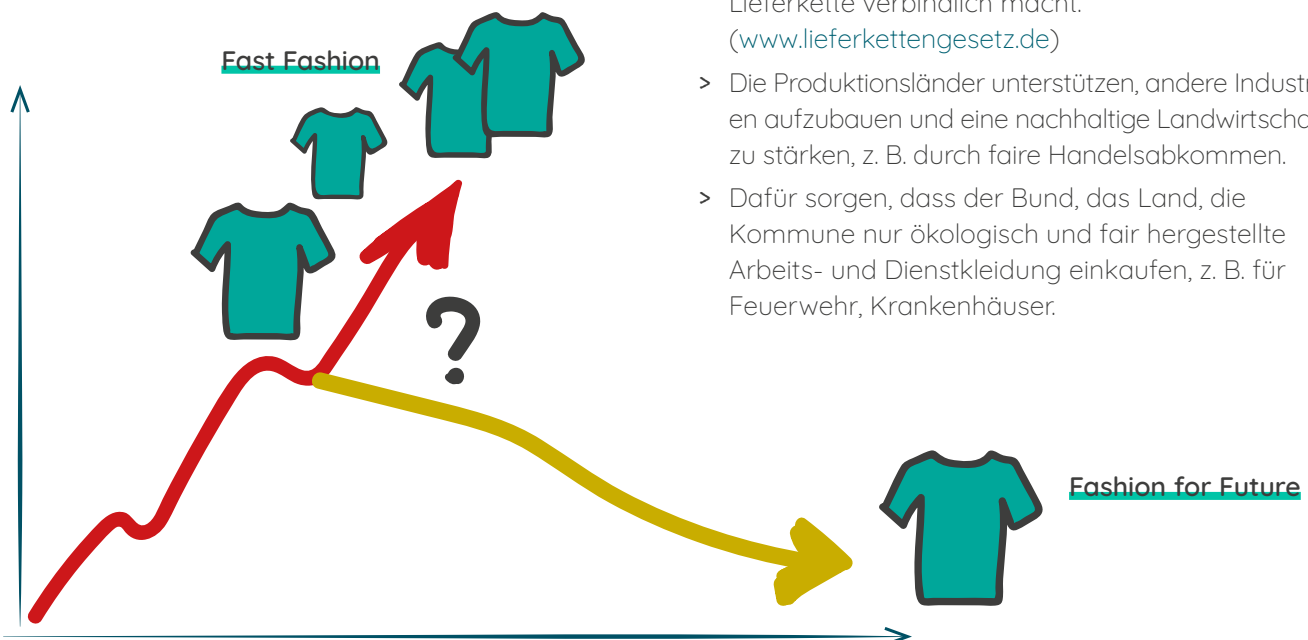 Lieferkette verbindlich macht.
(www.lieferkettengesetz.de)
> Die Produktionsländer unterstützen, andere Industri
en aufzubauen und eine nachhaltige Landwirtscha
zu stärken, z. B. durch faire Handelsabkommen.
> Dafür sorgen, dass der Bund, das Land, die
Kommune nur ökologisch und fair hergestellte
Arbeits- und Dienstkleidung einkaufen, z. B. für
Feuerwehr, Krankenhäuser.
Fast Fashion
?
Fashion for Future